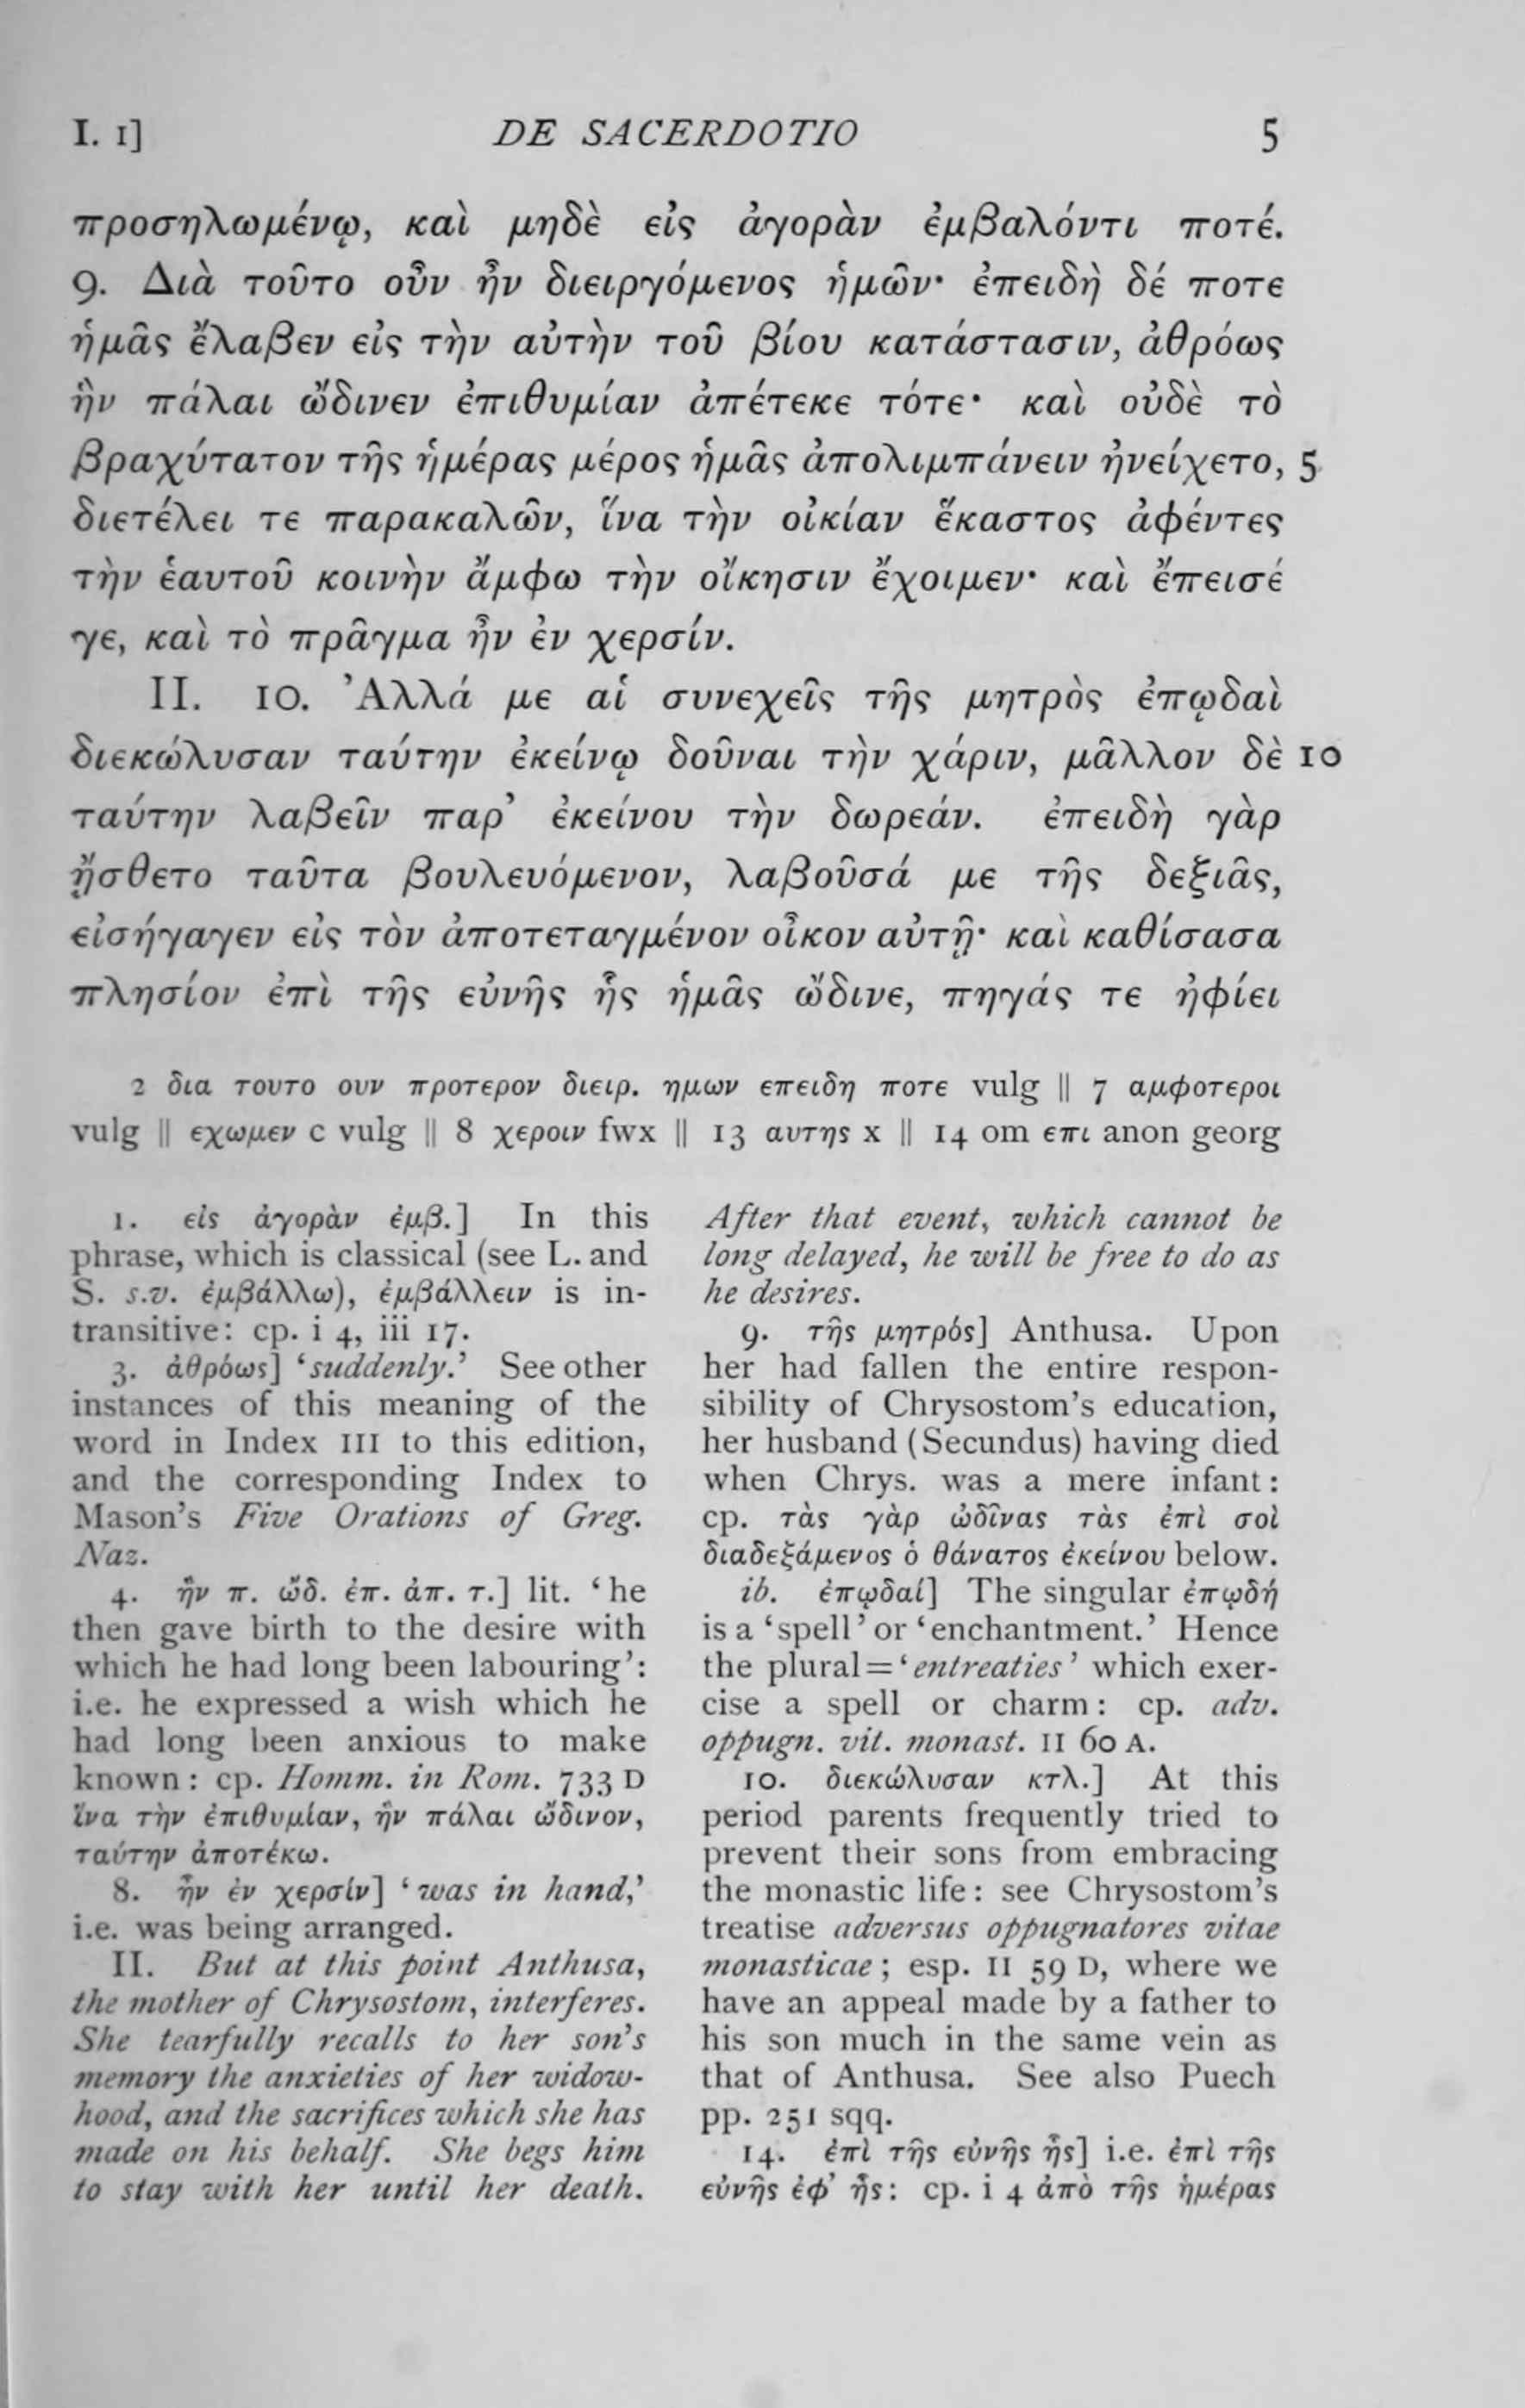 I. 1] DE SACERDOTIO 5
προσηλωμένῳ, καὶ μηδὲ εἰς ἀγορὰν ἐμβαλόντι ποτέ.
9. Διὰ τοῦτο οὖν ἦν διειργόμενος ἡμῶν· ἐπειδὴ δέ ποτε
ἡμᾶς ἔλαβεν εἰς τὴν αὐτὴν τοῦ βίου κατάστασιν, ἀθρόως
ἣν πάλαι ὤδινεν ἐπιθυμίαν ἀπέτεκε τότε· καὶ οὐδὲ τὸ
βραχύτατον τῆς ἡμέρας μέρος ἡμᾶς ἀπολιμπάνειν ἠνείχετο, 5
διετέλει τε παρακαλῶν, ἵνα τὴν οἰκίαν ἕκαστος ἀφέντες
τὴν ἑαυτοῦ κοινὴν ἄμφω τὴν οἴκησιν ἔχοιμεν· καὶ ἔπεισέ
γε, καὶ τὸ πρᾶγμα ἦν ἐν χερσίν.
II. 10. Ἀλλά με αἱ συνεχεῖς τῆς μητρὸς ἐπῳδαὶ
διεκώλυσαν ταύτην ἐκείνῳ δοῦναι τὴν χάριν, μᾶλλον δὲ 10
ταύτην λαβεῖν παρ’ ἐκείνου τὴν δωρεάν. ἐπειδὴ γὰρ
ᾔσθετο ταῦτα βουλευόμενον, λαβοῦσά με τῆς δεξιᾶς,
εἰσήγαγεν εἰς τὸν ἀποτεταγμένον οἶκον αὐτῇ· καὶ καθίσασα
πλησίον ἐπὶ τῆς εὐνῆς ἧς ἡμᾶς ὤδινε, πηγάς τε ἠφίει
2 δια τουτο ουν προτερον διειρ. ημων επειδη ποτε vulg || 7 αμφοτεροι
vulg || εχωμεν c vulg || 8 χεροιν fwx || 13 αυτης x || 14 om επι anon georg
1. εἰς ἀγορὰν ἐμβ.] In this
phrase, which is classical (see L. and
S. s.v. ἐμβάλλω), ἐμβάλλειν is in-
transitive: cp. i 4, iii 17.
3. ἀθρόως] ‘suddenly.’ See other
instances of this meaning of the
word in Index III to this edition,
and the corresponding Index to
Mason’s Five Orations of Greg.
Naz.
4. ἣν π. ὤδ. ἐπ. ἀπ. τ.] lit. ‘he
then gave birth to the desire with
which he had long been labouring’:
i.e. he expressed a wish which he
had long been anxious to make
known: cp. Homm. in Rom. 733 D
ἵνα τὴν ἐπιθυμίαν, ἣν πάλαι ὤδινον,
ταύτην ἀποτέκω.
8. ἦν ἐν χερσίν] ‘was in hand,’
i.e. was being arranged.
II. But at this point Anthusa,
the mother of Chrysostom, interferes.
She tearfully recalls to her son’s
memory the anxieties of her widow-
hood, and the sacrifices which she has
made on his behalf. She begs him
to stay with her until her death.
After that event, which cannot be
long delayed, he will be free to do as
he desires.
9. τῆς μητρός] Anthusa. Upon
her had fallen the entire respon-
sibility of Chrysostom’s education,
her husband (Secundus) having died
when Chrys. was a mere infant:
cp. τὰς γὰρ ὠδῖνας τὰς ἐπὶ σοὶ
διαδεξάμενος ὁ θάνατος ἐκείνου below.
ib. ἐπῳδαί] The singular ἐπῳδή
is a ‘spell’ or ‘enchantment.’ Hence
the plural=‘entreaties’ which exer-
cise a spell or charm: cp. adv.
oppugn. vit. monast. II 60 A.
10. διεκώλυσαν κτλ.] At this
period parents frequently tried to
prevent their sons from embracing
the monastic life: see Chrysostom’s
treatise adversus oppugnatores vitae
monasticae; esp. II 59 D, where we
have an appeal made by a father to
his son much in the same vein as
that of Anthusa. See also Puech
pp. 251 sqq.
14. ἐπὶ τῆς εὐνῆς ἧς] i.e. ἐπὶ τῆς
εὐνῆς ἐφ’ ἧς: cp. i 4 ἀπὸ τῆς ἡμέρας